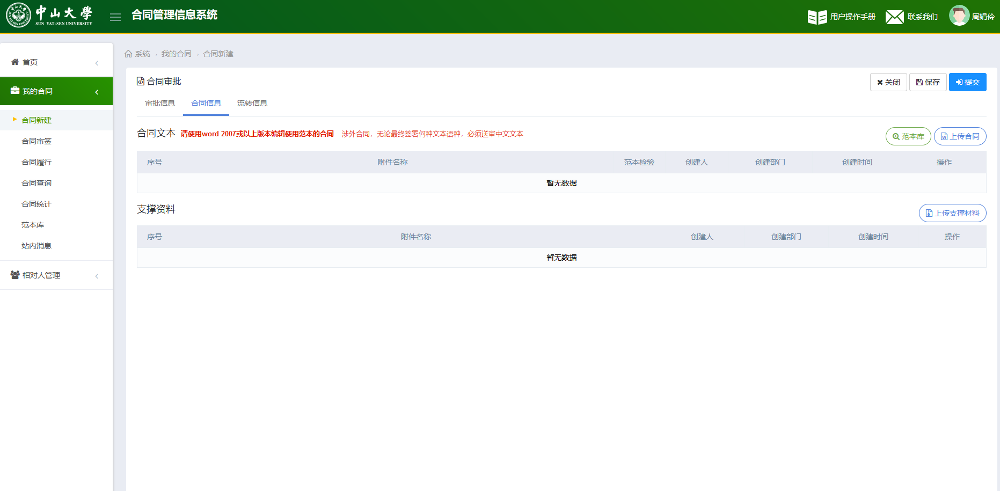 中山大學
SUN YAT-SEN UNIVERSITY
合同管理信息系统
用户操作手册
联系我们
周娟伶
首页
我的合同
合同新建
合同审签
合同履行
合同查询
合同统计
范本库
站内消息
相对人管理
系统 › 我的合同 › 合同新建
合同审批
关闭 保存 提交
审批信息 合同信息 流转信息
合同文本 请使用word 2007或以上版本编辑使用范本的合同 涉外合同，无论最终签署何种文本语种，必须送审中文文本
范本库 上传合同
序号 附件名称 范本检验 创建人 创建部门 创建时间 操作
暂无数据
支撑资料
上传支撑材料
序号 附件名称 创建人 创建部门 创建时间 操作
暂无数据